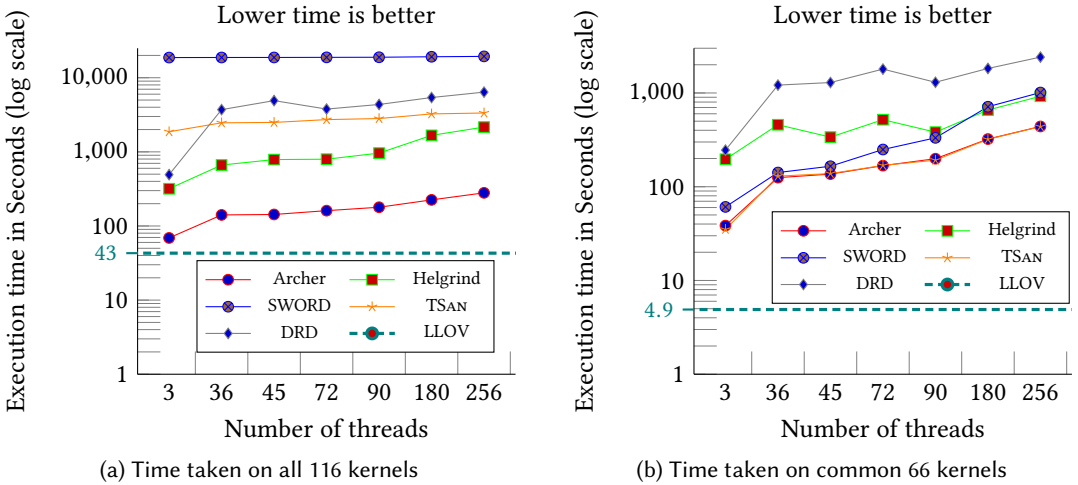 Lower time is better
Execution time in Seconds (log scale)
10,000
1,000
100
43
10
1
Archer
Helgrind
SWORD
TSan
DRD
LLOV
3 36 45 72 90 180 256
Number of threads
(a) Time taken on all 116 kernels
Lower time is better
Execution time in Seconds (log scale)
1,000
100
10
4.9
1
Archer
Helgrind
SWORD
TSan
DRD
LLOV
3 36 45 72 90 180 256
Number of threads
(b) Time taken on common 66 kernels